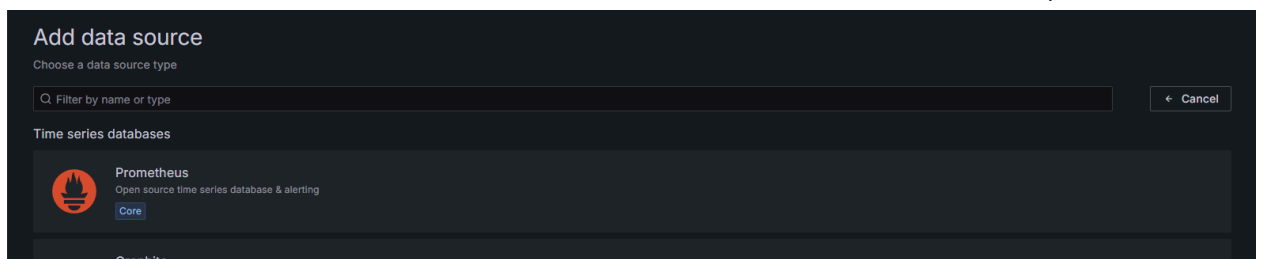 Add data source
Choose a data source type
Filter by name or type
← Cancel
Time series databases
Prometheus
Open source time series database & alerting
Core